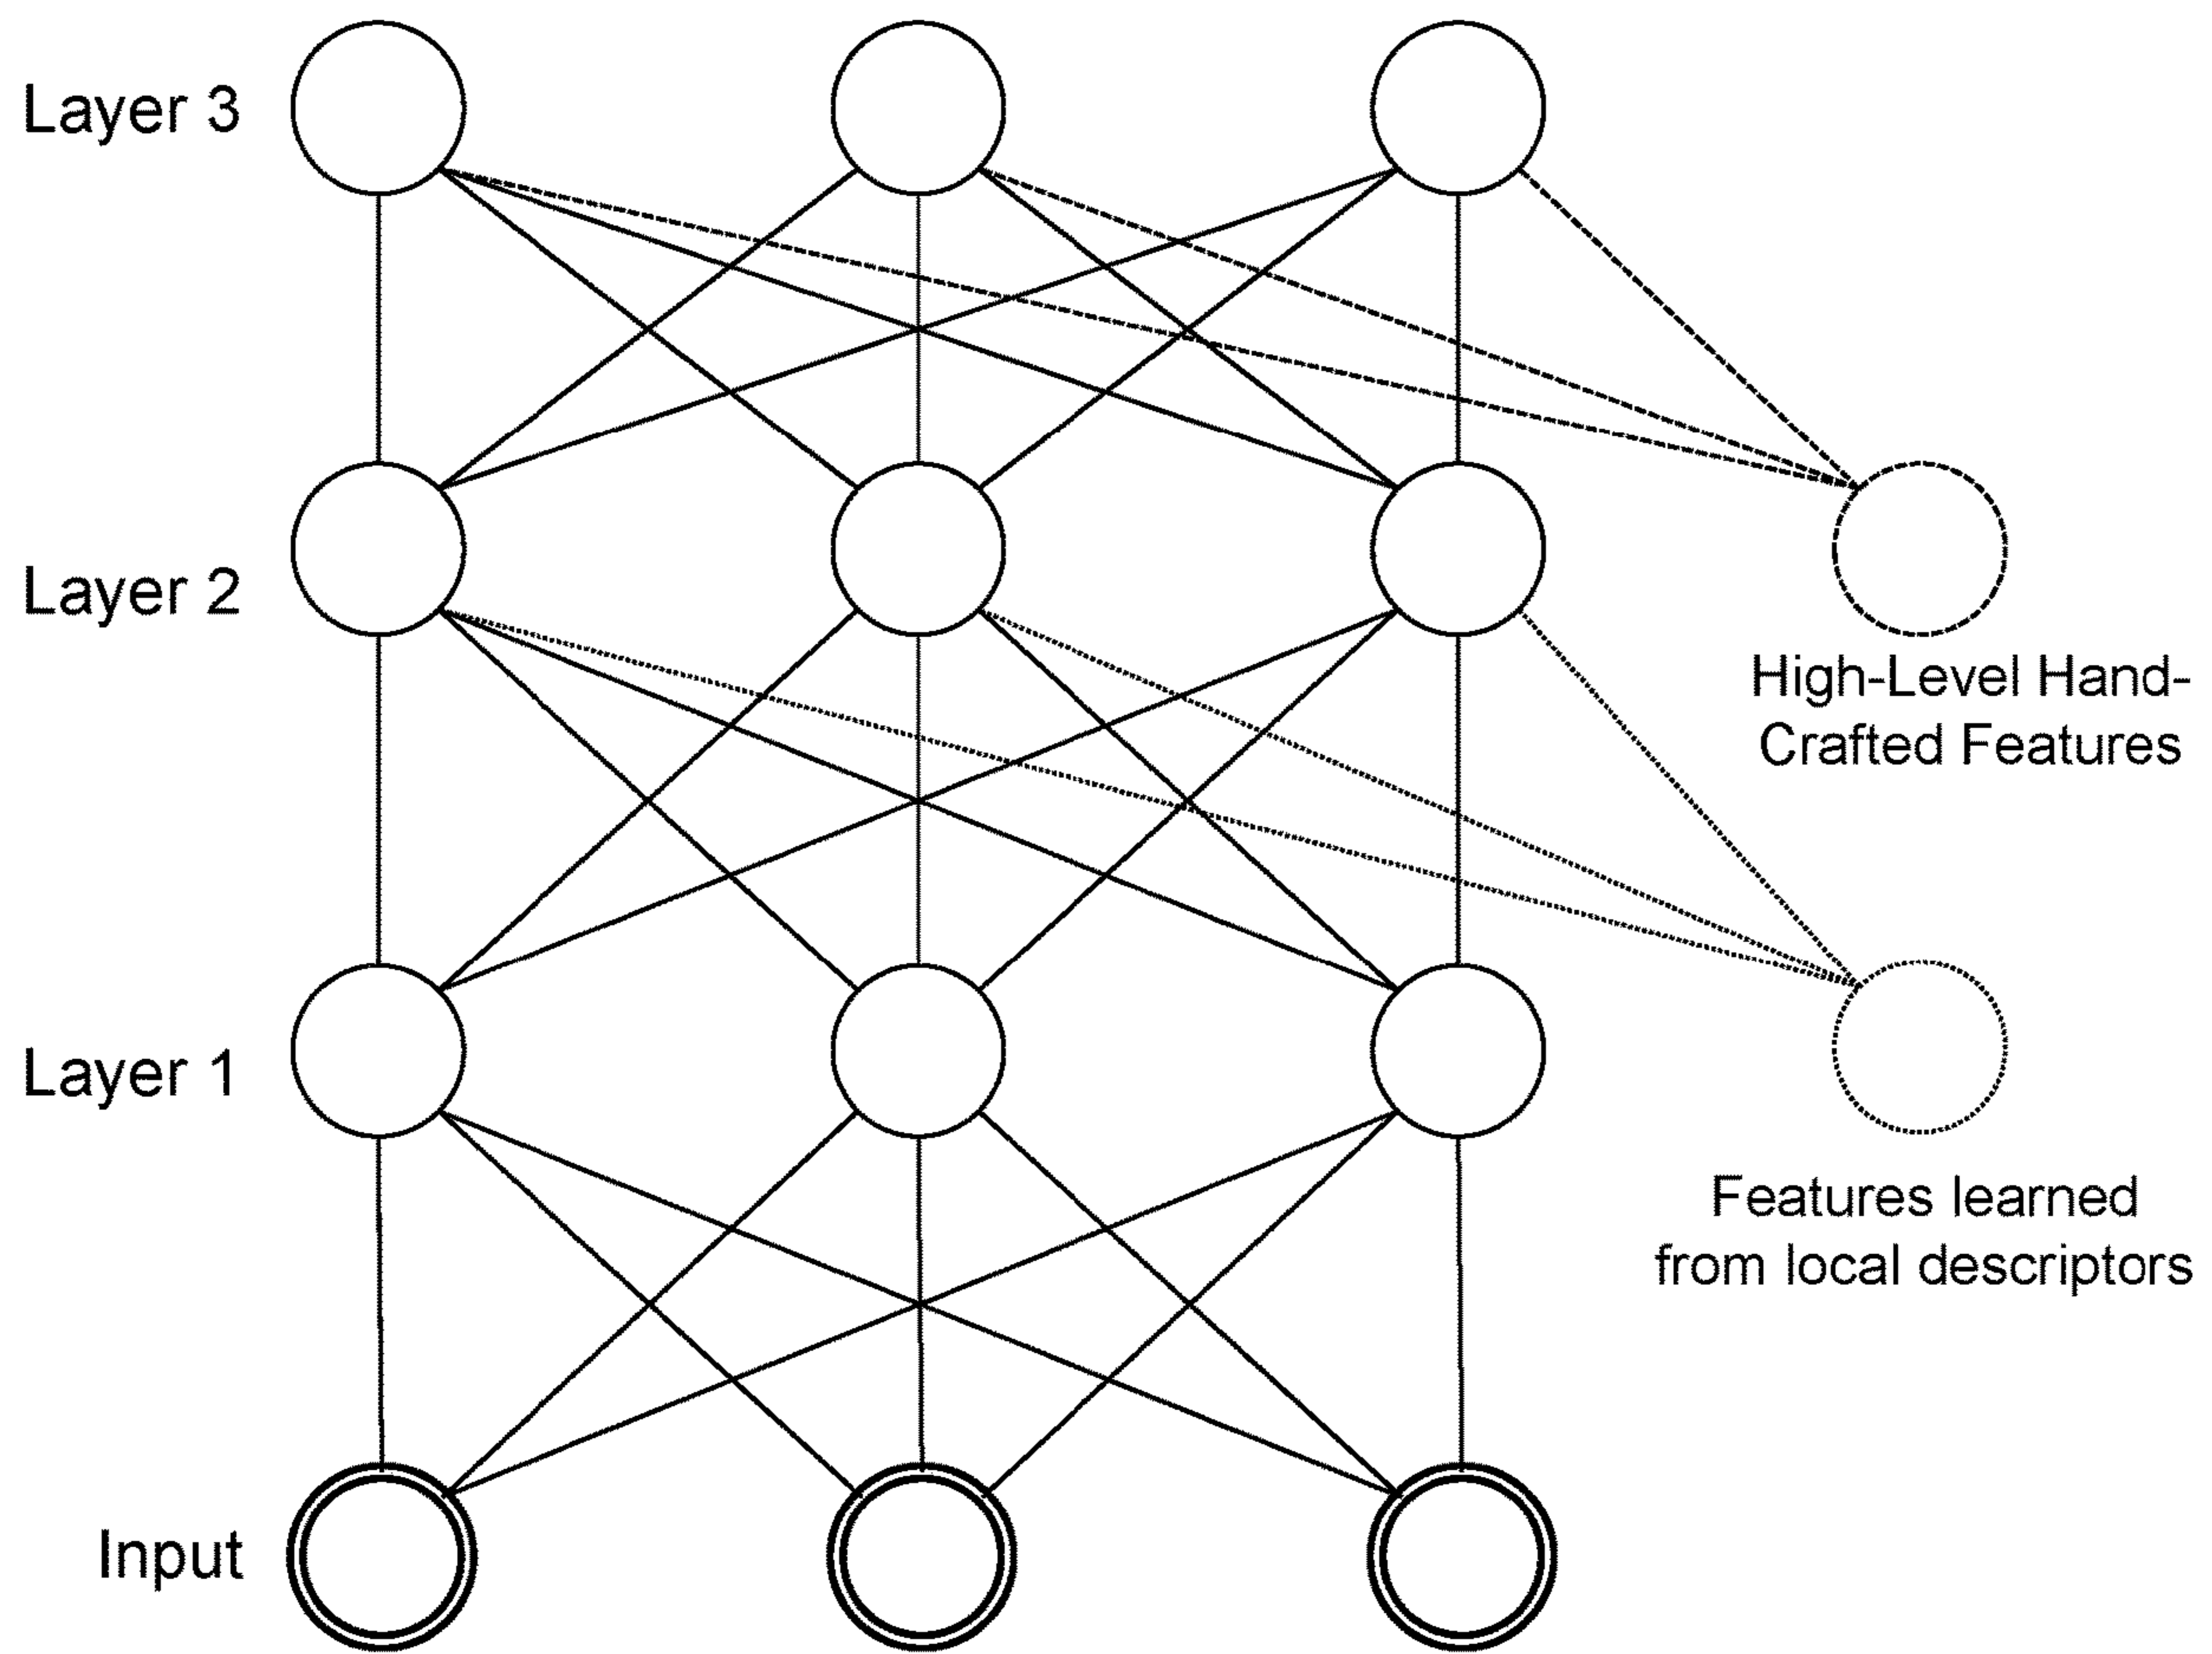 Layer 3
Layer 2
High-Level Hand-
Crafted Features
Layer 1
Features learned
from local descriptors
Input